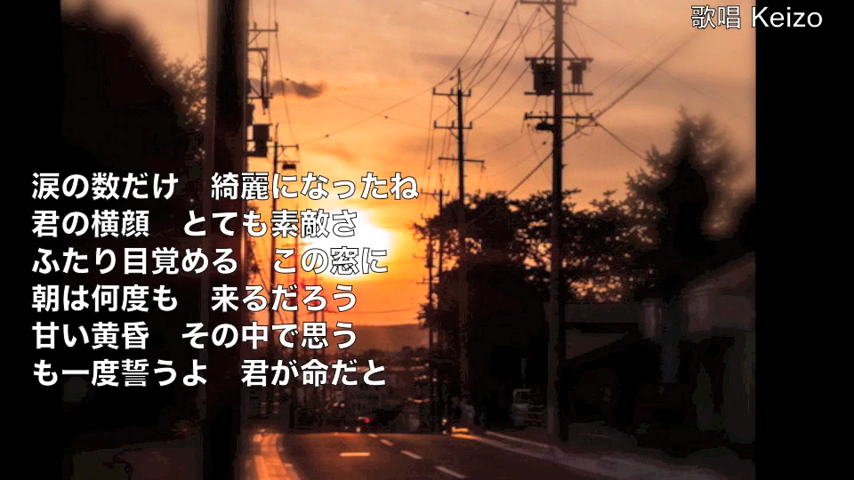 歌唱 Keizo
涙の数だけ　綺麗になったね
君の横顔　とても素敵さ
ふたり目覚める　この窓に
朝は何度も　来るだろう
甘い黄昏　その中で思う
も一度誓うよ　君が命だと